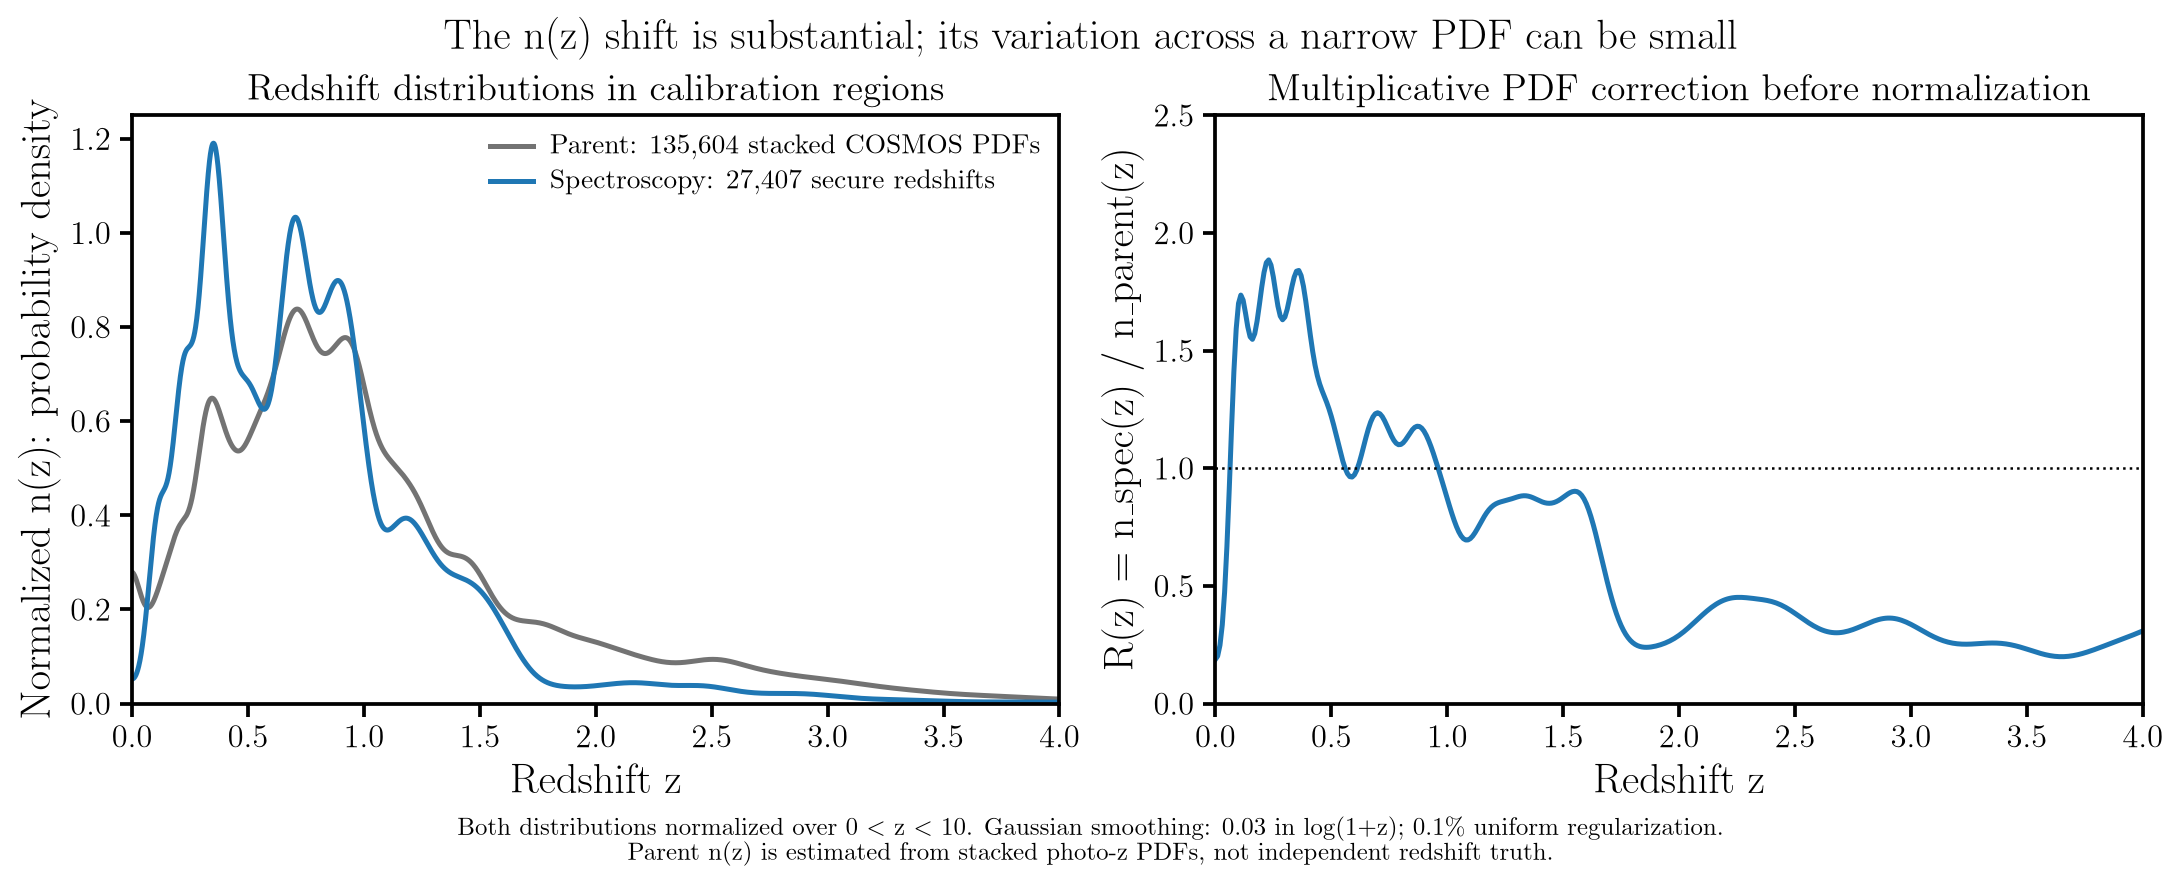 The n(z) shift is substantial; its variation across a narrow PDF can be small
Redshift distributions in calibration regions
Normalized n(z): probability density
1.2
1.0
0.8
0.6
0.4
0.2
0.0
Parent: 135,604 stacked COSMOS PDFs
Spectroscopy: 27,407 secure redshifts
0.0 0.5 1.0 1.5 2.0 2.5 3.0 3.5 4.0
Redshift z
Multiplicative PDF correction before normalization
R(z) = n_spec(z) / n_parent(z)
2.5
2.0
1.5
1.0
0.5
0.0
0.0 0.5 1.0 1.5 2.0 2.5 3.0 3.5 4.0
Redshift z
Both distributions normalized over 0 < z < 10. Gaussian smoothing: 0.03 in log(1+z); 0.1% uniform regularization.
Parent n(z) is estimated from stacked photo-z PDFs, not independent redshift truth.